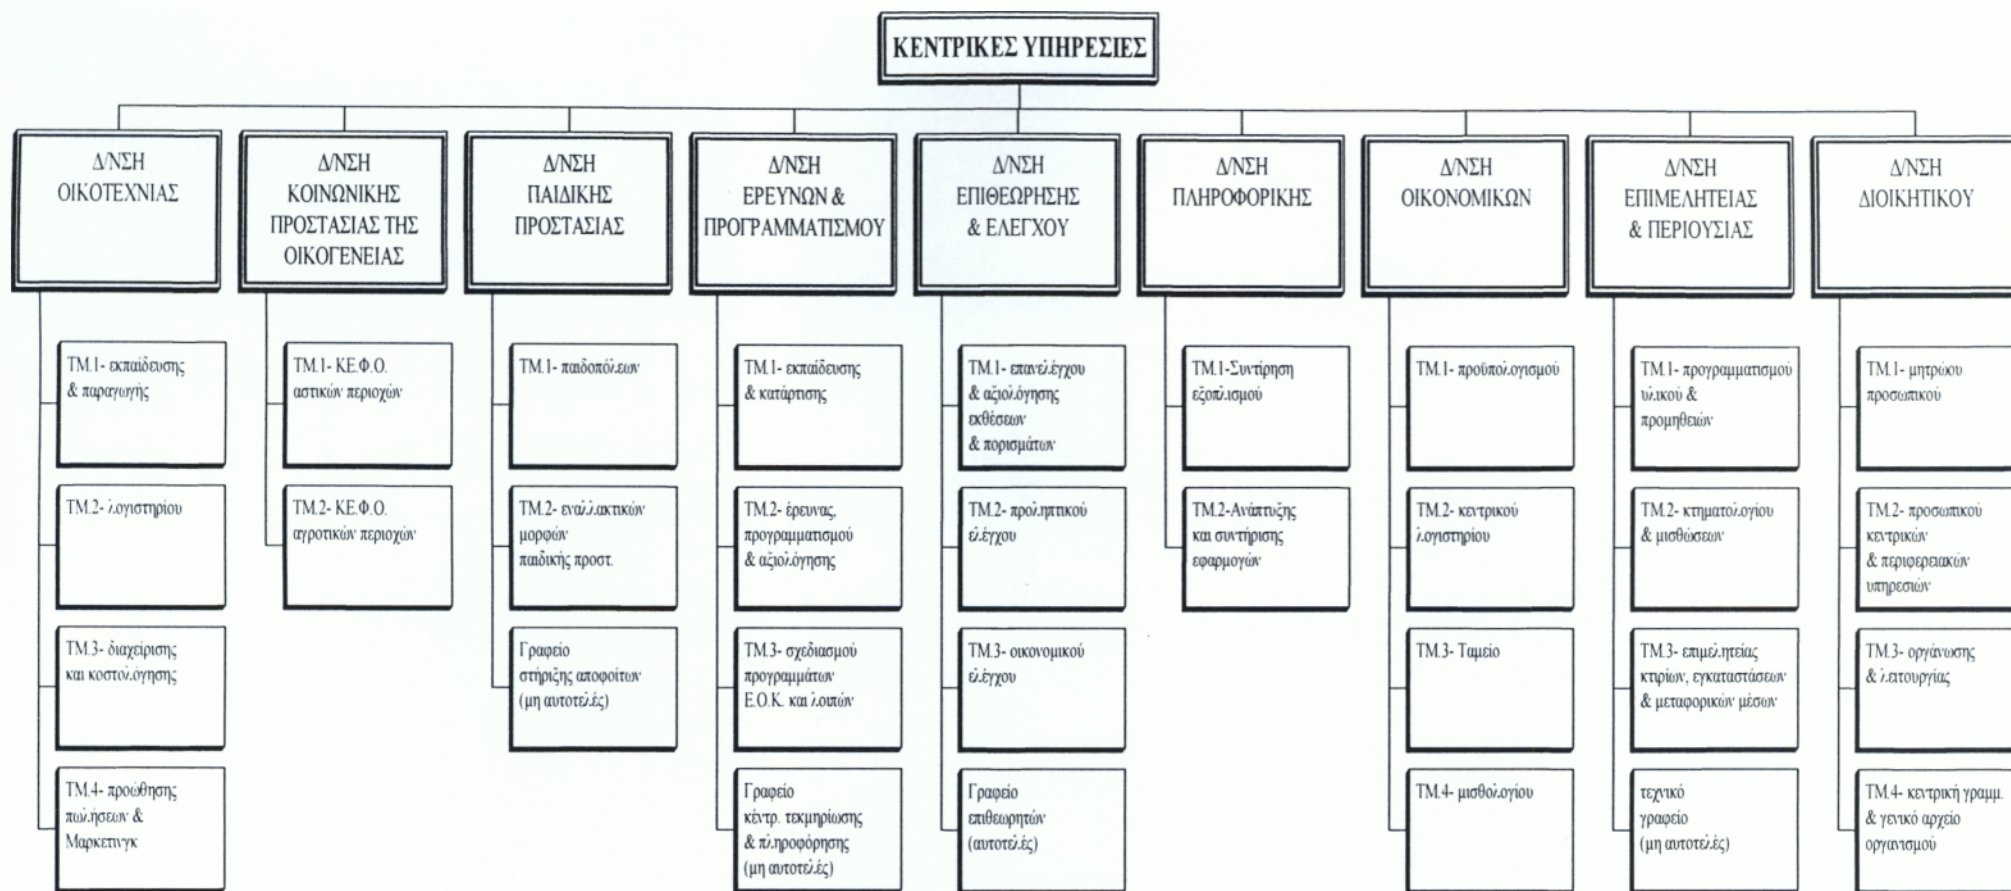 ΚΕΝΤΡΙΚΕΣ ΥΠΗΡΕΣΙΕΣ
Δ/ΝΣΗ
ΟΙΚΟΤΕΧΝΙΑΣ
ΤΜ.1- εκπαίδευσης
& παραγωγής
ΤΜ.2- λογιστηρίου
ΤΜ.3- διαχείρισης
και κοστολόγησης
ΤΜ.4- προώθησης
πωλήσεων &
Μαρκετινγκ
Δ/ΝΣΗ
ΚΟΙΝΩΝΙΚΗΣ
ΠΡΟΣΤΑΣΙΑΣ ΤΗΣ
ΟΙΚΟΓΕΝΕΙΑΣ
ΤΜ.1- ΚΕ.Φ.Ο.
αστικών περιοχών
ΤΜ.2- ΚΕ.Φ.Ο.
αγροτικών περιοχών
Δ/ΝΣΗ
ΠΑΙΔΙΚΗΣ
ΠΡΟΣΤΑΣΙΑΣ
ΤΜ.1- παιδοπόλεων
ΤΜ.2- εναλλακτικών
μορφών
παιδικής προστ.
Γραφείο
στήριξης αποφοίτων
(μη αυτοτελές)
Δ/ΝΣΗ
ΕΡΕΥΝΩΝ &
ΠΡΟΓΡΑΜΜΑΤΙΣΜΟΥ
ΤΜ.1- εκπαίδευσης
& κατάρτισης
ΤΜ.2- έρευνας,
προγραμματισμού
& αξιολόγησης
ΤΜ.3- σχεδιασμού
προγραμμάτων
Ε.Ο.Κ. και λοιπών
Γραφείο
κέντρ. τεκμηρίωσης
& πληροφόρησης
(μη αυτοτελές)
Δ/ΝΣΗ
ΕΠΙΘΕΩΡΗΣΗΣ
& ΕΛΕΓΧΟΥ
ΤΜ.1- επανελέγχου
& αξιολόγησης
εκθέσεων
& πορισμάτων
ΤΜ.2- προληπτικού
ελέγχου
ΤΜ.3- οικονομικού
ελέγχου
Γραφείο
επιθεωρητών
(αυτοτελές)
Δ/ΝΣΗ
ΠΛΗΡΟΦΟΡΙΚΗΣ
ΤΜ.1-Συντίρηση
εξοπλισμού
ΤΜ.2-Ανάπτυξης
και συντήρισης
εφαρμογών
Δ/ΝΣΗ
ΟΙΚΟΝΟΜΙΚΩΝ
ΤΜ.1- προϋπολογισμού
ΤΜ.2- κεντρικού
λογιστηρίου
ΤΜ.3- Ταμείο
ΤΜ.4- μισθολογίου
Δ/ΝΣΗ
ΕΠΙΜΕΛΗΤΕΙΑΣ
& ΠΕΡΙΟΥΣΙΑΣ
ΤΜ.1- προγραμματισμού
υλικού &
προμηθειών
ΤΜ.2- κτηματολογίου
& μισθώσεων
ΤΜ.3- επιμελητείας
κτιρίων, εγκαταστάσεων
& μεταφορικών μέσων
τεχνικό
γραφείο
(μη αυτοτελές)
Δ/ΝΣΗ
ΔΙΟΙΚΗΤΙΚΟΥ
ΤΜ.1- μητρώου
προσωπικού
ΤΜ.2- προσωπικού
κεντρικών
& περιφερειακών
υπηρεσιών
ΤΜ.3- οργάνωσης
& λειτουργίας
ΤΜ.4- κεντρική γραμμ.
& γενικό αρχείο
οργανισμού